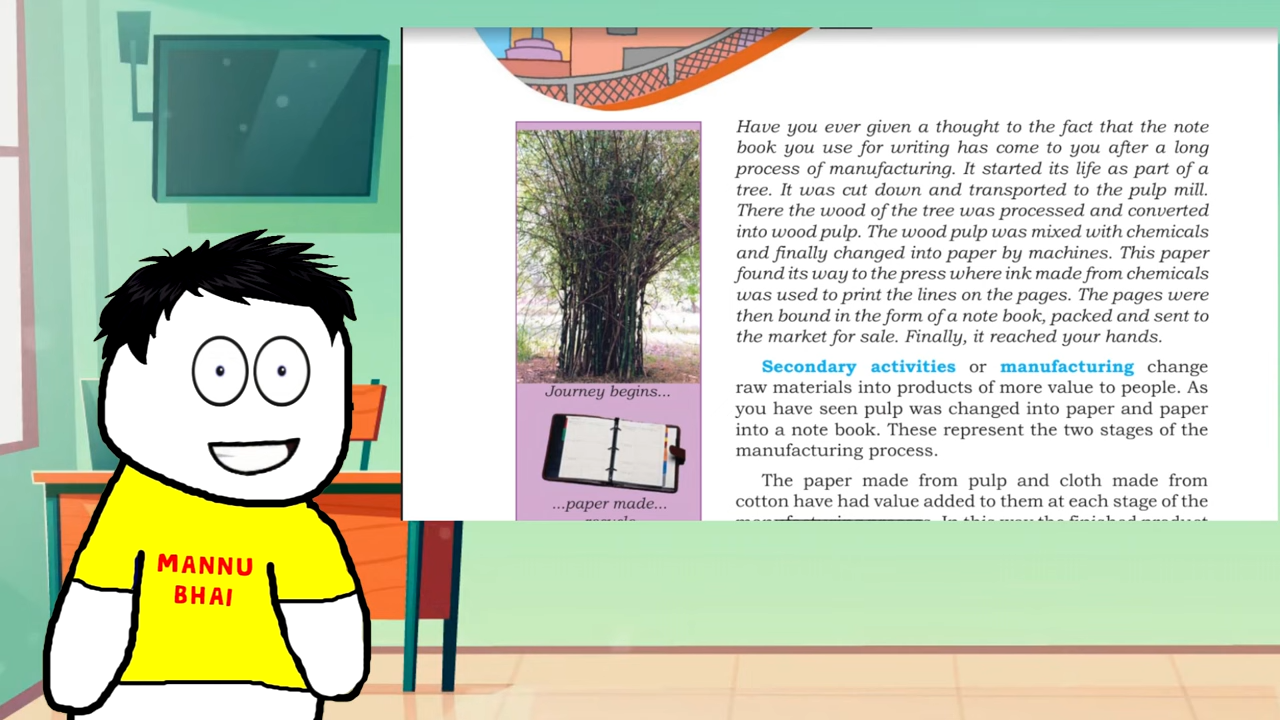 MANNU
BHAI
Journey begins...
...paper made...
Have you ever given a thought to the fact that the note
book you use for writing has come to you after a long
process of manufacturing. It started its life as part of a
tree. It was cut down and transported to the pulp mill.
There the wood of the tree was processed and converted
into wood pulp. The wood pulp was mixed with chemicals
and finally changed into paper by machines. This paper
found its way to the press where ink made from chemicals
was used to print the lines on the pages. The pages were
then bound in the form of a note book, packed and sent to
the market for sale. Finally, it reached your hands.
Secondary activities or manufacturing change
raw materials into products of more value to people. As
you have seen pulp was changed into paper and paper
into a note book. These represent the two stages of the
manufacturing process.
The paper made from pulp and cloth made from
cotton have had value added to them at each stage of the